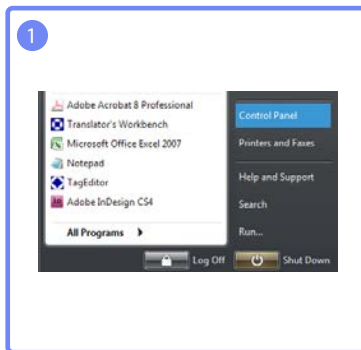 1
Adobe Acrobat 8 Professional
Translator's Workbench
Microsoft Office Excel 2007
Notepad
TagEditor
Adobe InDesign CS4
All Programs
Control Panel
Printers and Faxes
Help and Support
Search
Run...
Log Off
Shut Down